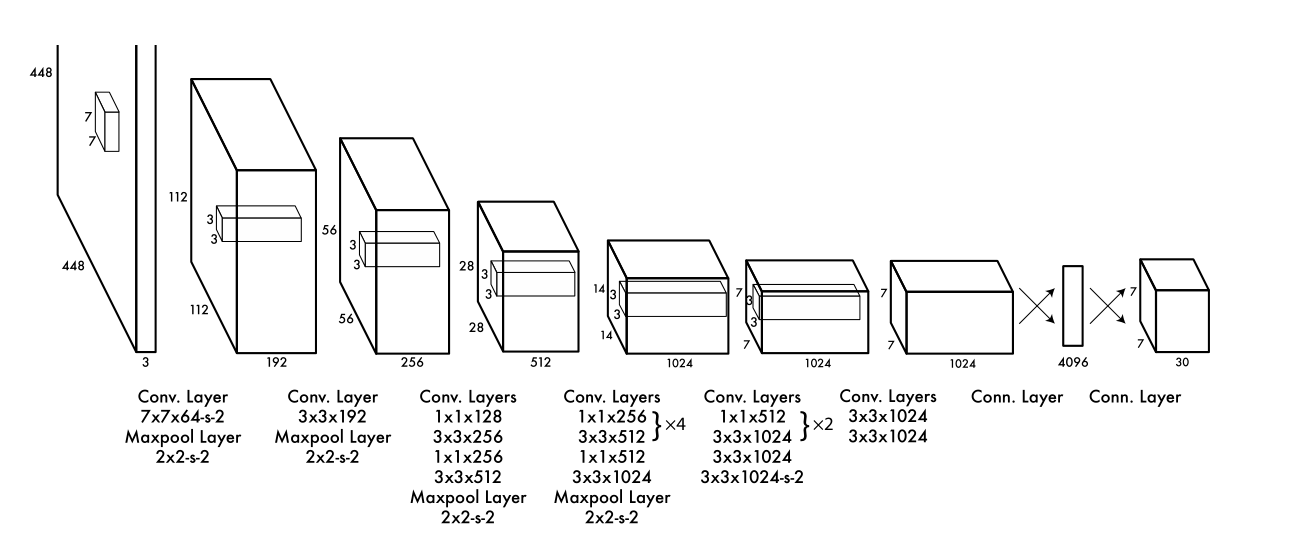 448
7
7
448
3
112
3
3
112
192
56
3
3
56
256
28
3
3
28
512
14
3
3
14
1024
7
3
3
7
1024
7
7
1024
4096
7
7
30
Conv. Layer
7x7x64-s-2
Maxpool Layer
2x2-s-2
Conv. Layer
3x3x192
Maxpool Layer
2x2-s-2
Conv. Layers
1x1x128
3x3x256
1x1x256
3x3x512
Maxpool Layer
2x2-s-2
Conv. Layers
1x1x256
3x3x512
} ×4
1x1x512
3x3x1024
Maxpool Layer
2x2-s-2
Conv. Layers
1x1x512
3x3x1024
} ×2
3x3x1024
3x3x1024-s-2
Conv. Layers
3x3x1024
3x3x1024
Conn. Layer
Conn. Layer